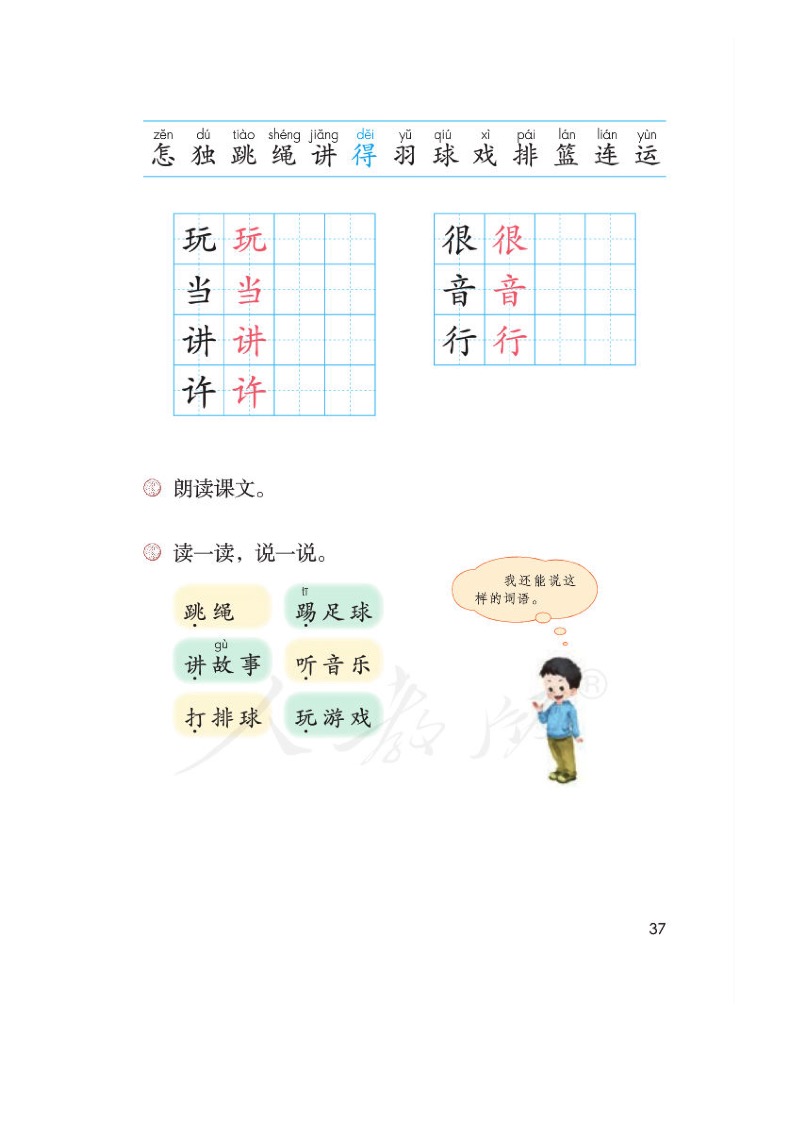 zěn dú tiào shéng jiǎng děi yǔ qiú xì pái lán lián yùn
怎 独 跳 绳 讲 得 羽 球 戏 排 篮 连 运
玩 玩 很 很
当 当 音 音
讲 讲 行 行
许 许
朗读课文。
读一读，说一说。
我还能说这
样的词语。
tī
跳绳 踢足球
gù
讲故事 听音乐
打排球 玩游戏
人教版®
37